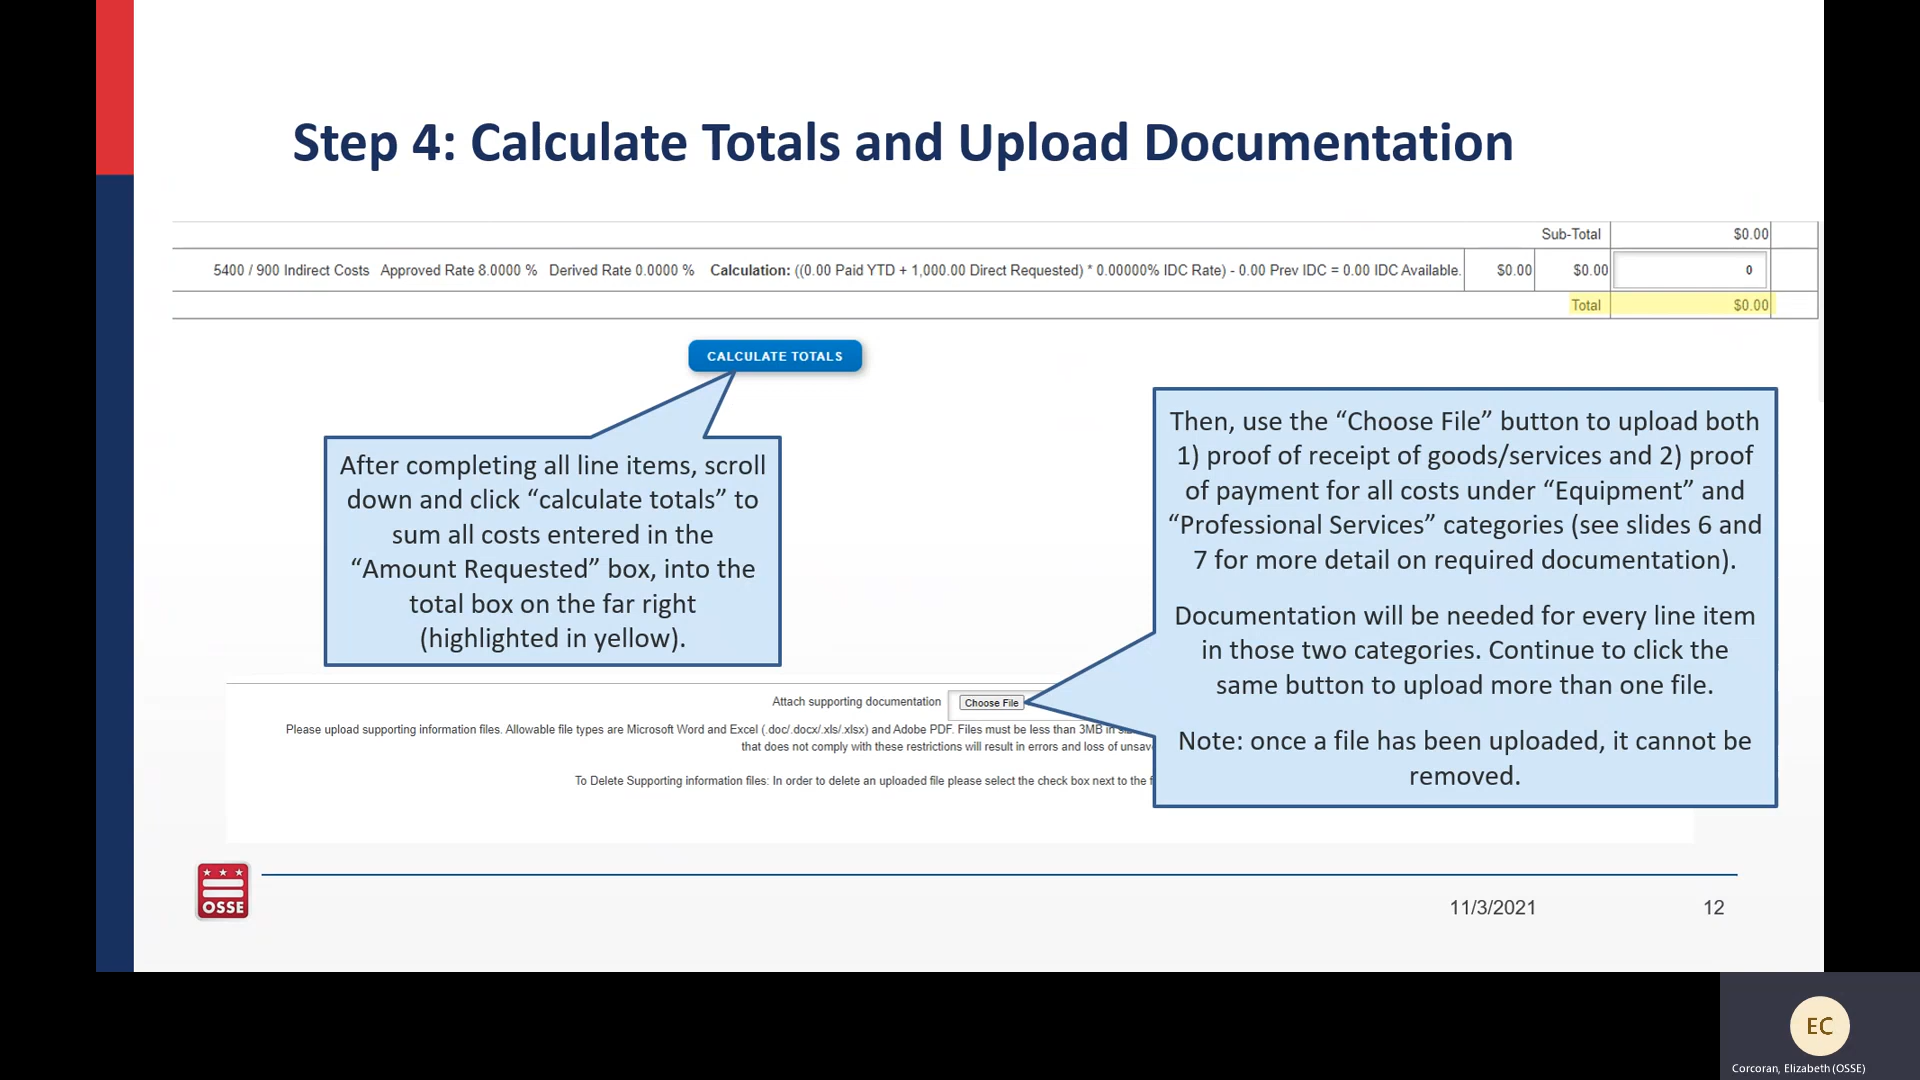 Step 4: Calculate Totals and Upload Documentation
Sub-Total $0.00
5400 / 900 Indirect Costs Approved Rate 8.0000 % Derived Rate 0.0000 % Calculation: ((0.00 Paid YTD + 1,000.00 Direct Requested) * 0.00000% IDC Rate) - 0.00 Prev IDC = 0.00 IDC Available. $0.00 $0.00 0
Total $0.00
CALCULATE TOTALS
After completing all line items, scroll
down and click “calculate totals” to
sum all costs entered in the
“Amount Requested” box, into the
total box on the far right
(highlighted in yellow).
Then, use the “Choose File” button to upload both
1) proof of receipt of goods/services and 2) proof
of payment for all costs under “Equipment” and
“Professional Services” categories (see slides 6 and
7 for more detail on required documentation).
Documentation will be needed for every line item
in those two categories. Continue to click the
same button to upload more than one file.
Note: once a file has been uploaded, it cannot be
removed.
Attach supporting documentation Choose File
Please upload supporting information files. Allowable file types are Microsoft Word and Excel (.doc/.docx/.xls/.xlsx) and Adobe PDF. Files must be less than 3MB in
that does not comply with these restrictions will result in errors and loss of
To Delete Supporting information files: In order to delete an uploaded file please select the check box next to the
OSSE
11/3/2021
12
EC
Corcoran, Elizabeth (OSSE)